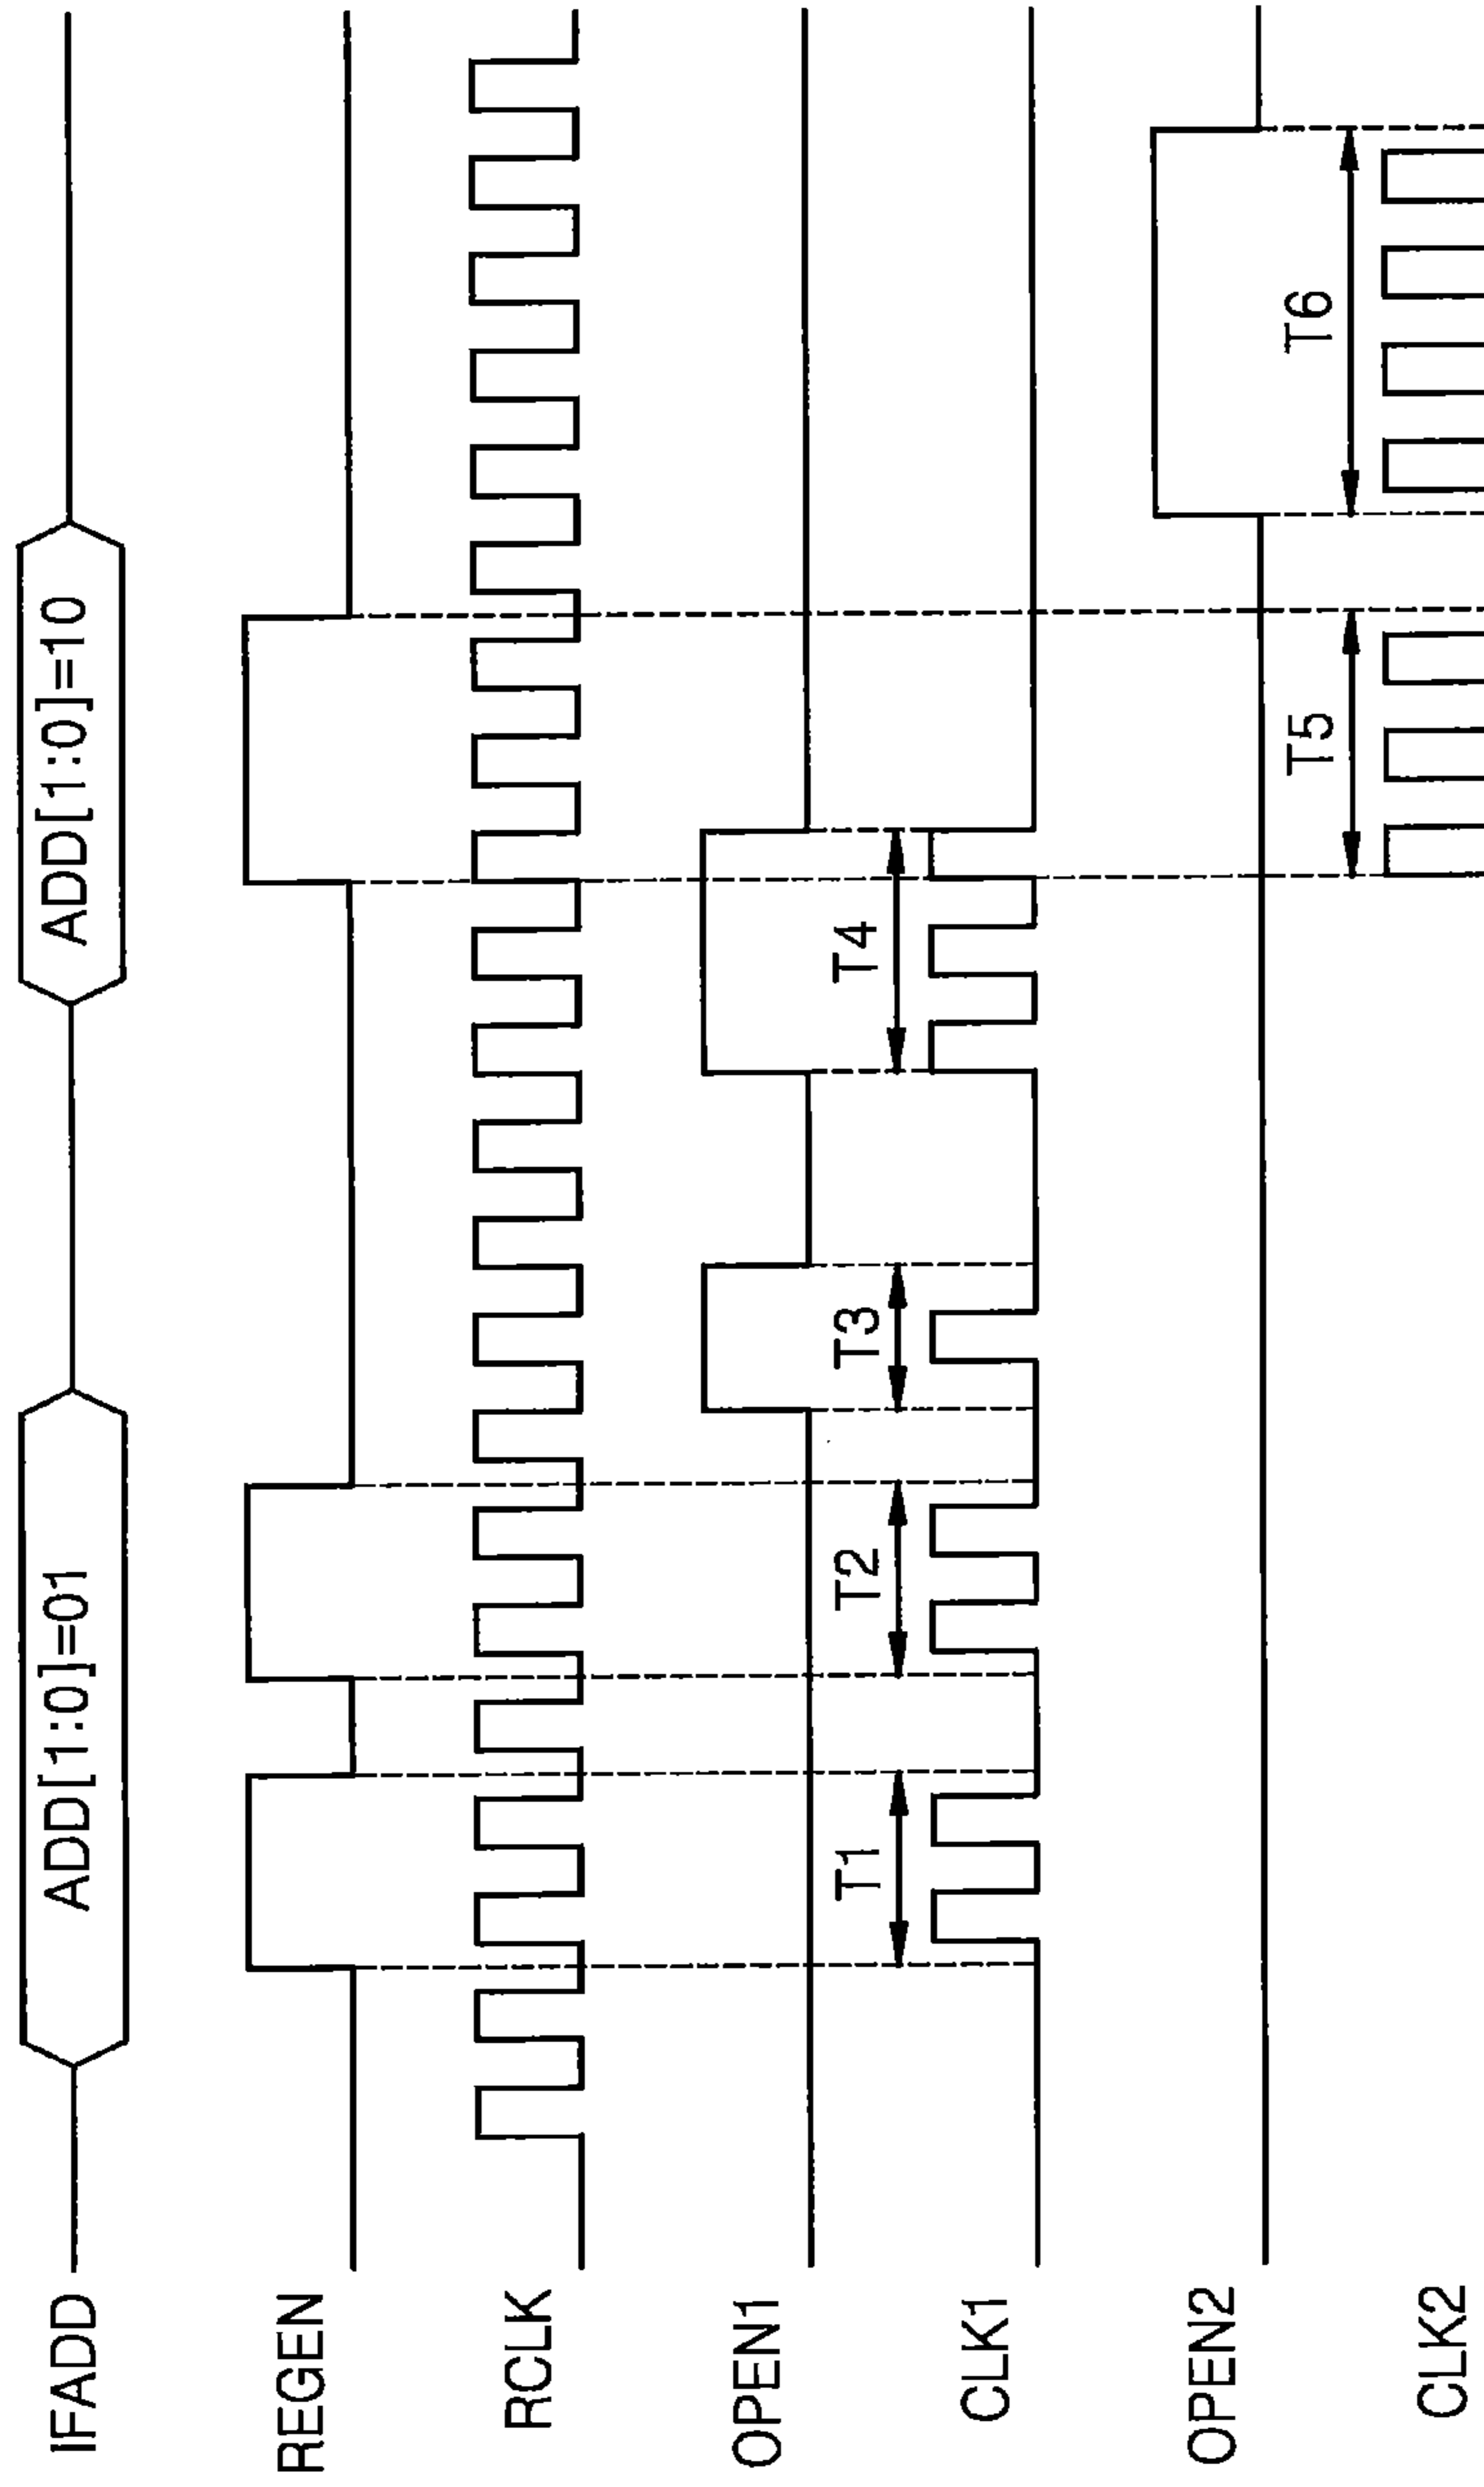 IFADD
ADD[1:0]=01
ADD[1:0]=10
REGEN
RCLK
OPEN1
T1
T2
T3
T4
CLK1
OPEN2
T5
T6
CLK2